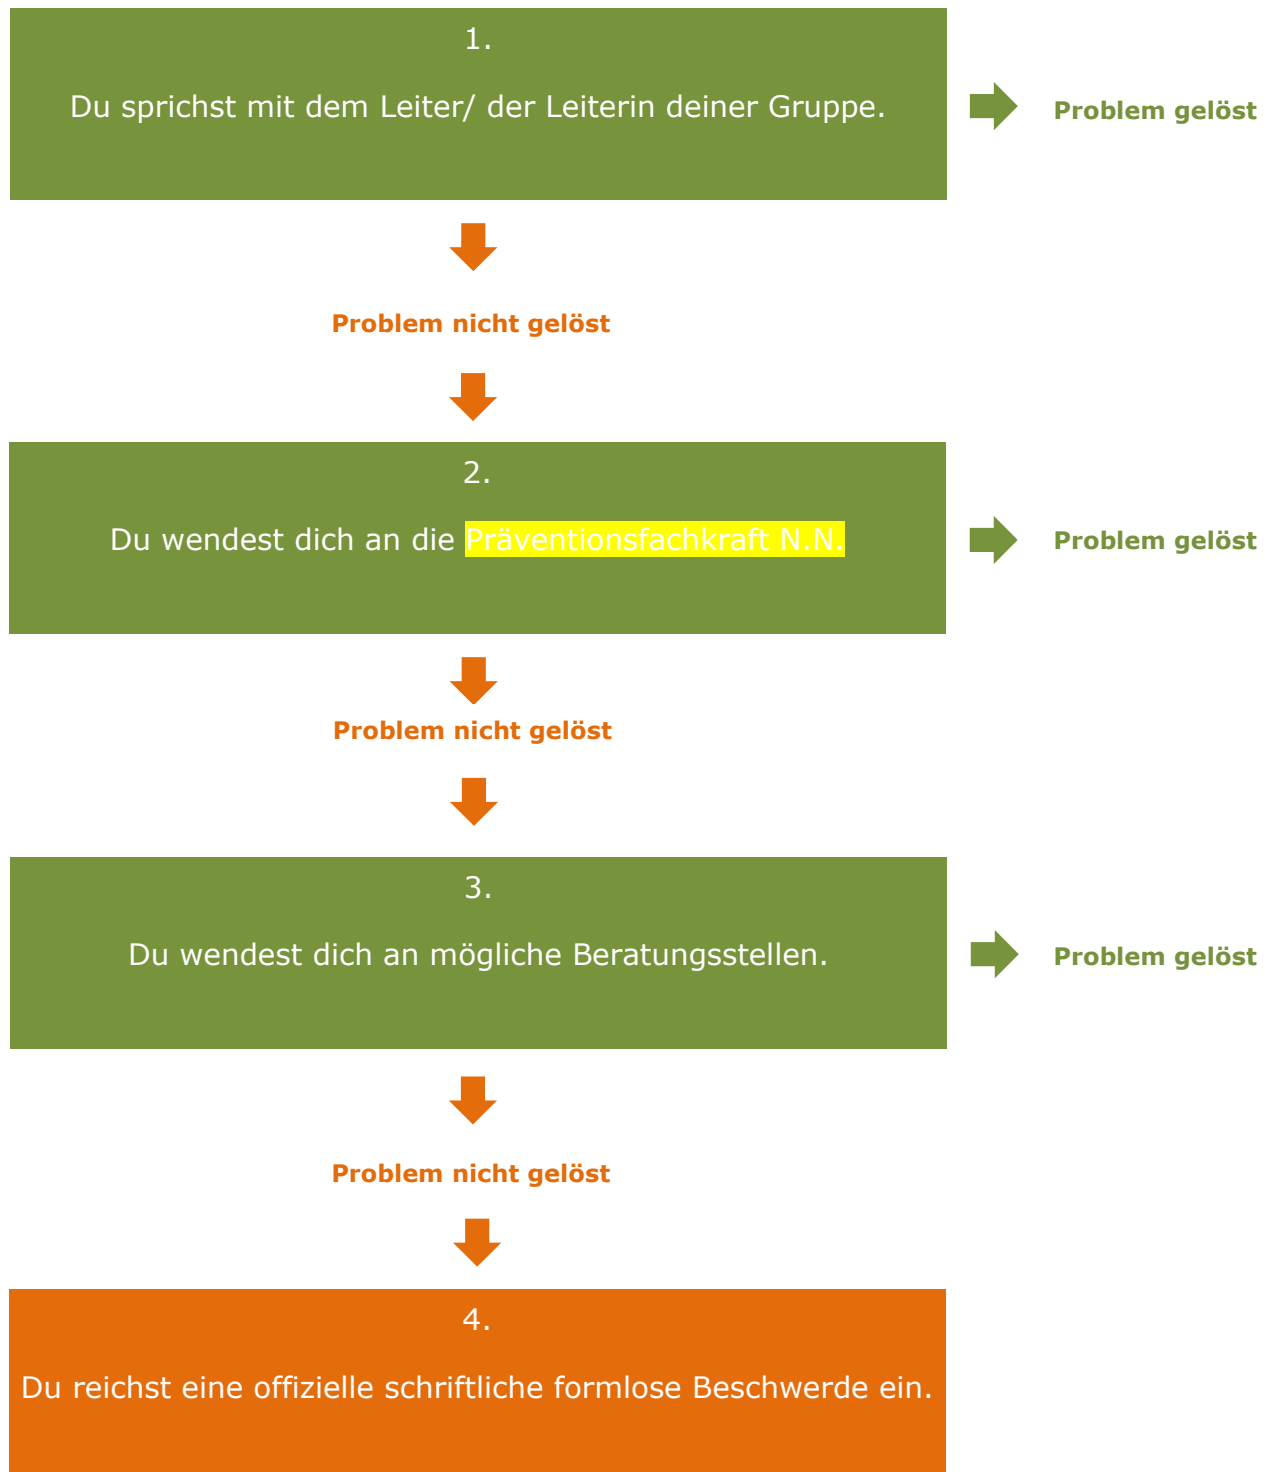 1.
Du sprichst mit dem Leiter/ der Leiterin deiner Gruppe.
Problem gelöst
Problem nicht gelöst
2.
Du wendest dich an die Präventionsfachkraft N.N.
Problem gelöst
Problem nicht gelöst
3.
Du wendest dich an mögliche Beratungsstellen.
Problem gelöst
Problem nicht gelöst
4.
Du reichst eine offizielle schriftliche formlose Beschwerde ein.